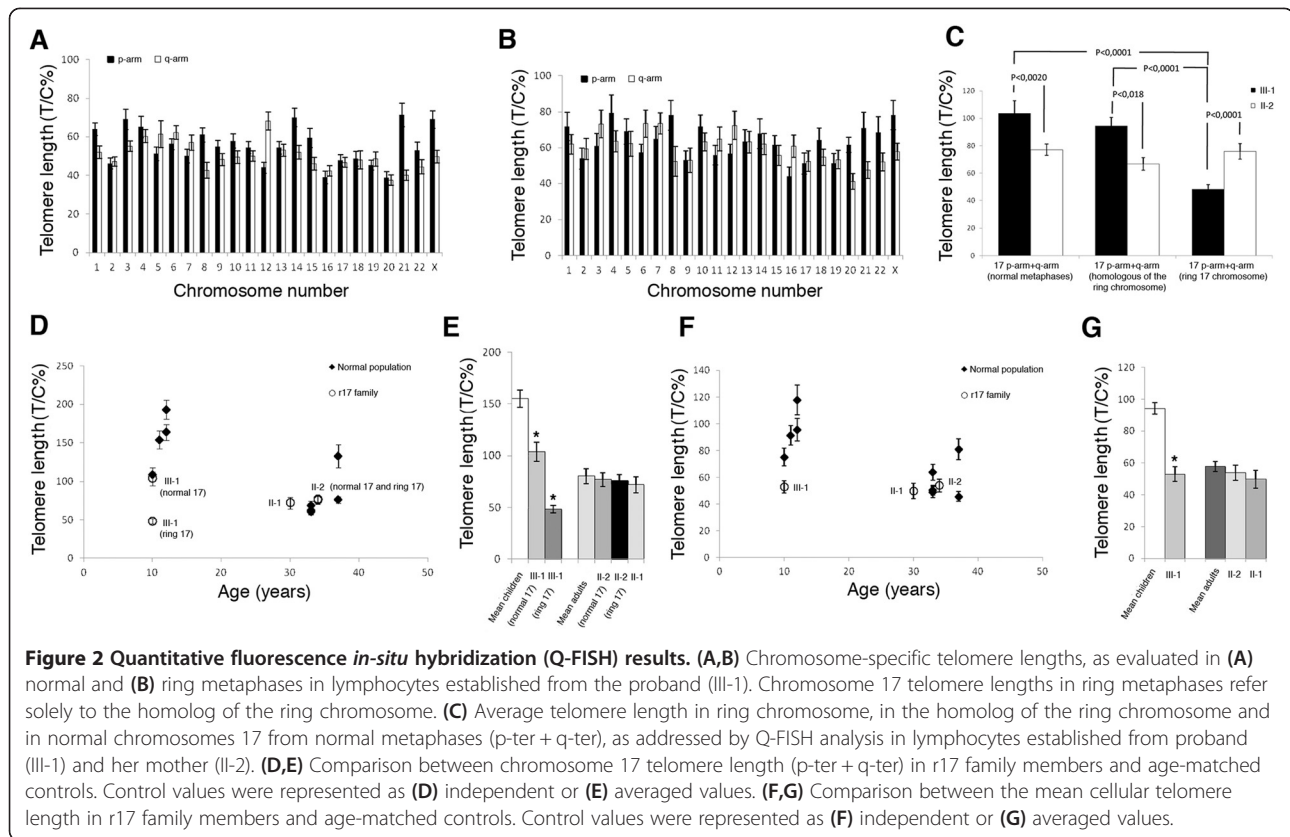 A
p-arm q-arm
Telomere length (T/C%)
100
80
60
40
20
0
1 2 3 4 5 6 7 8 9 10 11 12 13 14 15 16 17 18 19 20 21 22 X
Chromosome number
B
p-arm q-arm
Telomere length (T/C%)
100
80
60
40
20
0
1 2 3 4 5 6 7 8 9 10 11 12 13 14 15 16 17 18 19 20 21 22 X
Chromosome number
C
P<0,0001
P<0,0020
P<0,0001
P<0,018
P<0,0001
III-1
II-2
Telomere length (T/C%)
120
100
80
60
40
20
0
17 p-arm+q-arm
(normal metaphases)
17 p-arm+q-arm
(homologous of the
ring chromosome)
17 p-arm+q-arm
(ring 17 chromosome)
D
Normal population
r17 family
Telomere length (T/C%)
250
200
150
100
50
0
III-1
(normal 17)
III-1
(ring 17)
II-1
II-2
(normal 17 and ring 17)
0 10 20 30 40 50
Age (years)
E
Telomere length (T/C%)
200
150
100
50
0
* *
Mean children
III-1
(normal 17)
III-1
(ring 17)
Mean adults
II-2
(normal 17)
II-2
(ring 17)
II-1
F
Normal population
r17 family
Telomere length (T/C%)
140
120
100
80
60
40
20
0
III-1
II-1
II-2
0 10 20 30 40 50
Age (years)
G
Telomere length (T/C%)
120
100
80
60
40
20
0
*
Mean children
III-1
Mean adults
II-2
II-1
Figure 2 Quantitative fluorescence in-situ hybridization (Q-FISH) results. (A,B) Chromosome-specific telomere lengths, as evaluated in (A)
normal and (B) ring metaphases in lymphocytes established from the proband (III-1). Chromosome 17 telomere lengths in ring metaphases refer
solely to the homolog of the ring chromosome. (C) Average telomere length in ring chromosome, in the homolog of the ring chromosome and
in normal chromosomes 17 from normal metaphases (p-ter + q-ter), as addressed by Q-FISH analysis in lymphocytes established from proband
(III-1) and her mother (II-2). (D,E) Comparison between chromosome 17 telomere length (p-ter + q-ter) in r17 family members and age-matched
controls. Control values were represented as (D) independent or (E) averaged values. (F,G) Comparison between the mean cellular telomere
length in r17 family members and age-matched controls. Control values were represented as (F) independent or (G) averaged values.